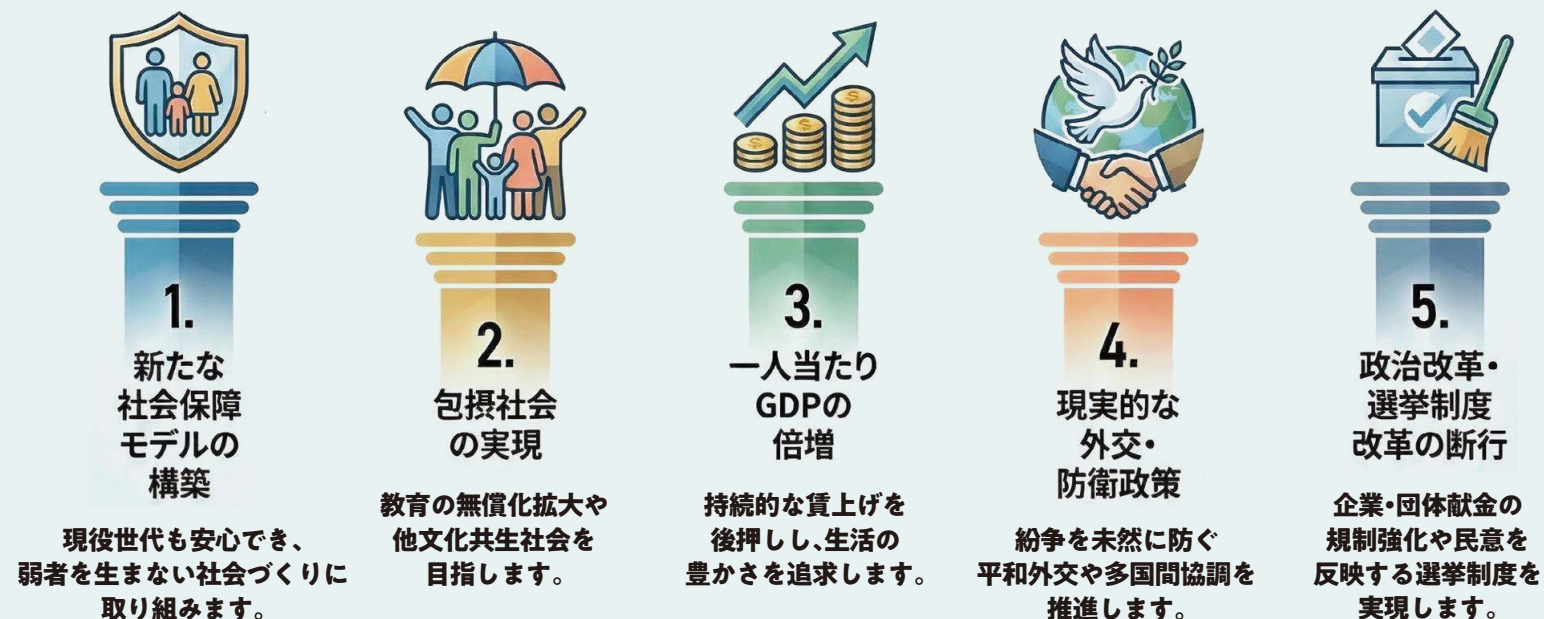 1.
新たな
社会保障
モデルの
構築
現役世代も安心でき、
弱者を生まない社会づくりに
取り組みます。
2.
包摂社会
の実現
教育の無償化拡大や
他文化共生社会を
目指します。
3.
一人当たり
GDPの
倍増
持続的な賃上げを
後押しし、生活の
豊かさを追求します。
4.
現実的な
外交・
防衛政策
紛争を未然に防ぐ
平和外交や多国間協調を
推進します。
5.
政治改革・
選挙制度
改革の断行
企業・団体献金の
規制強化や民意を
反映する選挙制度を
実現します。